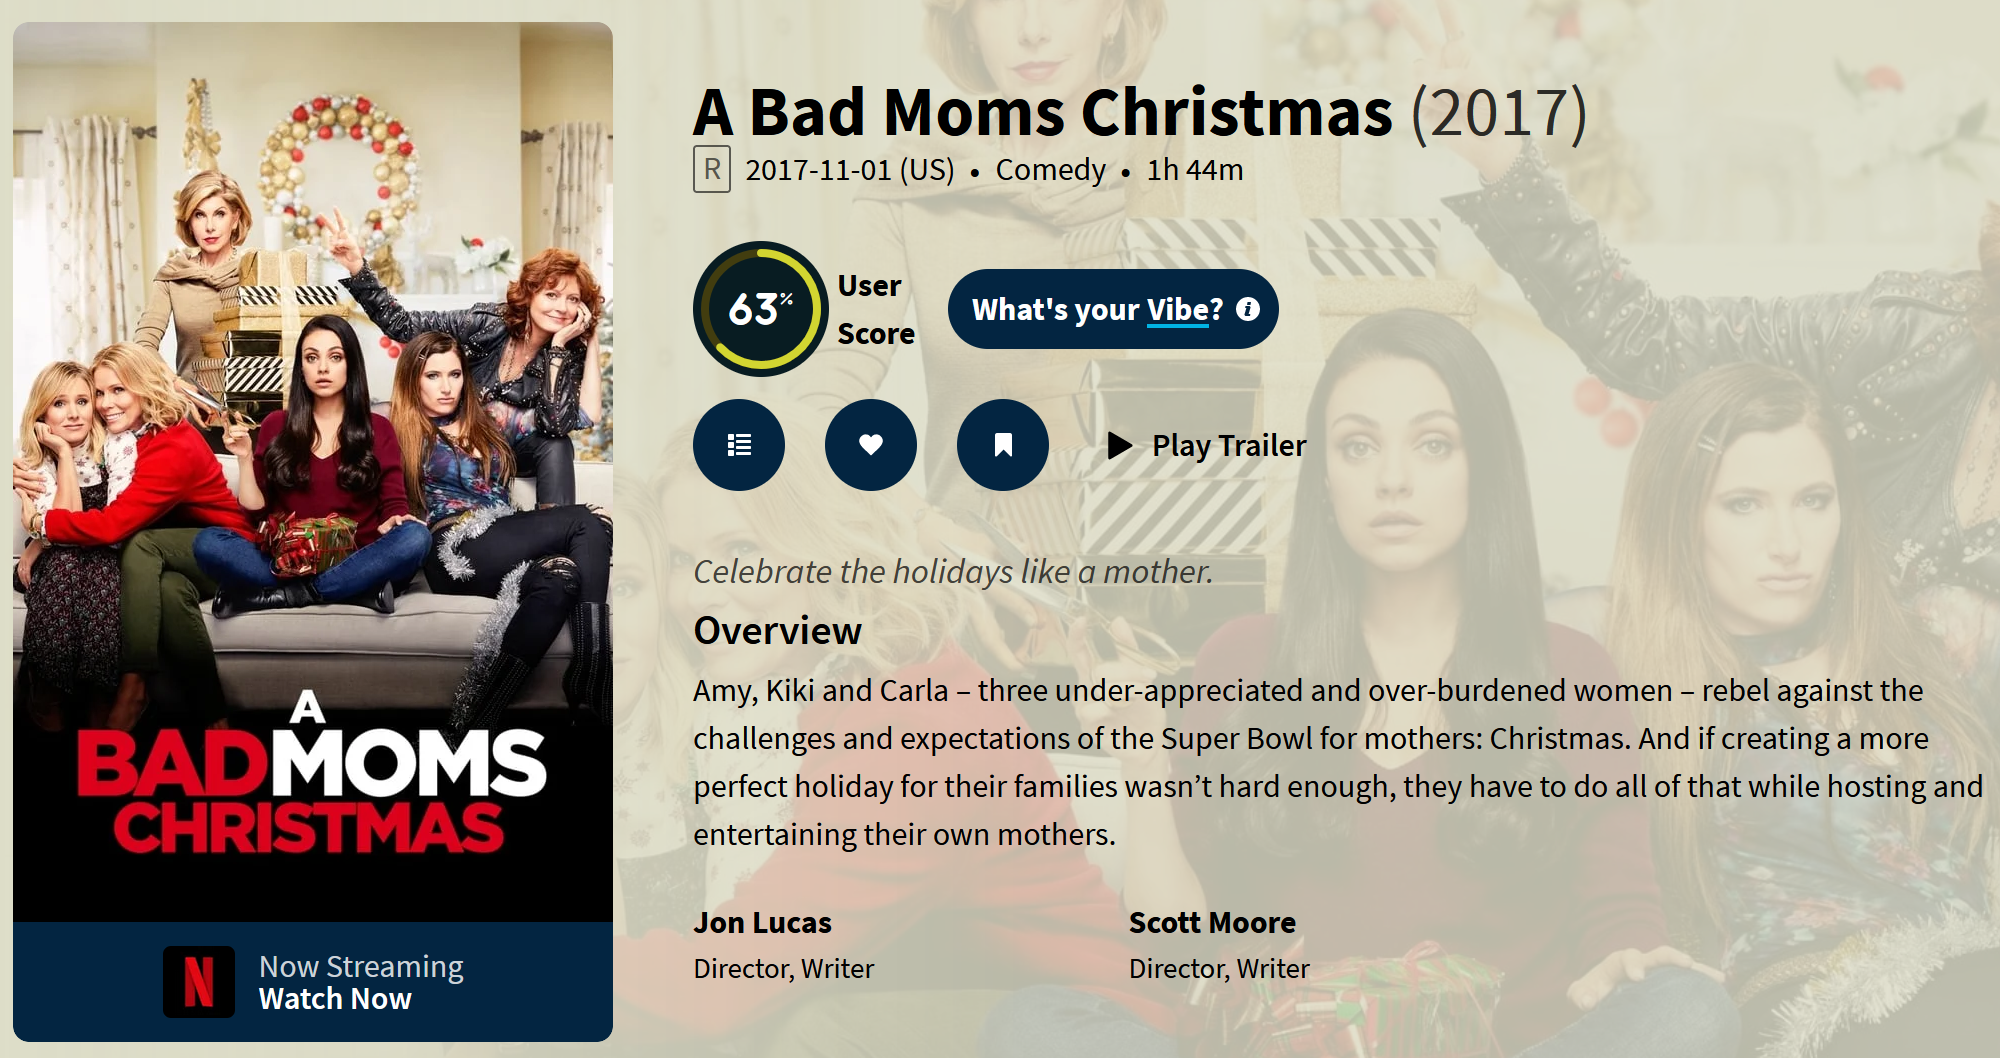 A
BADMOMS
CHRISTMAS
N
Now Streaming
Watch Now
A Bad Moms Christmas (2017)
R 2017-11-01 (US) • Comedy • 1h 44m
63%
User
Score
What's your Vibe? i
Play Trailer
Celebrate the holidays like a mother.
Overview
Amy, Kiki and Carla – three under-appreciated and over-burdened women – rebel against the
challenges and expectations of the Super Bowl for mothers: Christmas. And if creating a more
perfect holiday for their families wasn’t hard enough, they have to do all of that while hosting and
entertaining their own mothers.
Jon Lucas
Director, Writer
Scott Moore
Director, Writer